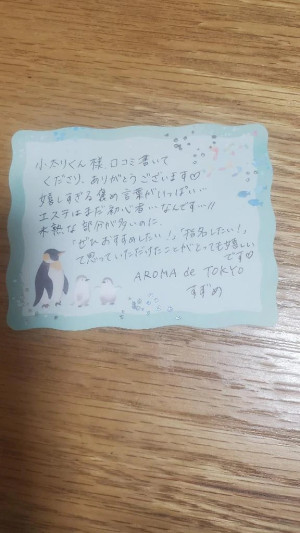 小太りくん様 口コミ書いて
くださり、ありがとうございます♡
嬉しすぎる褒め言葉がいっぱい…
エステはまだ初心者…なんです…!!
未熟な部分が多いのに、
「ぜひおすすめしたい!」「指名したい!」
て思っていただけたことがとっても嬉しい
です♡
AROMA de TOKYO
すずめ